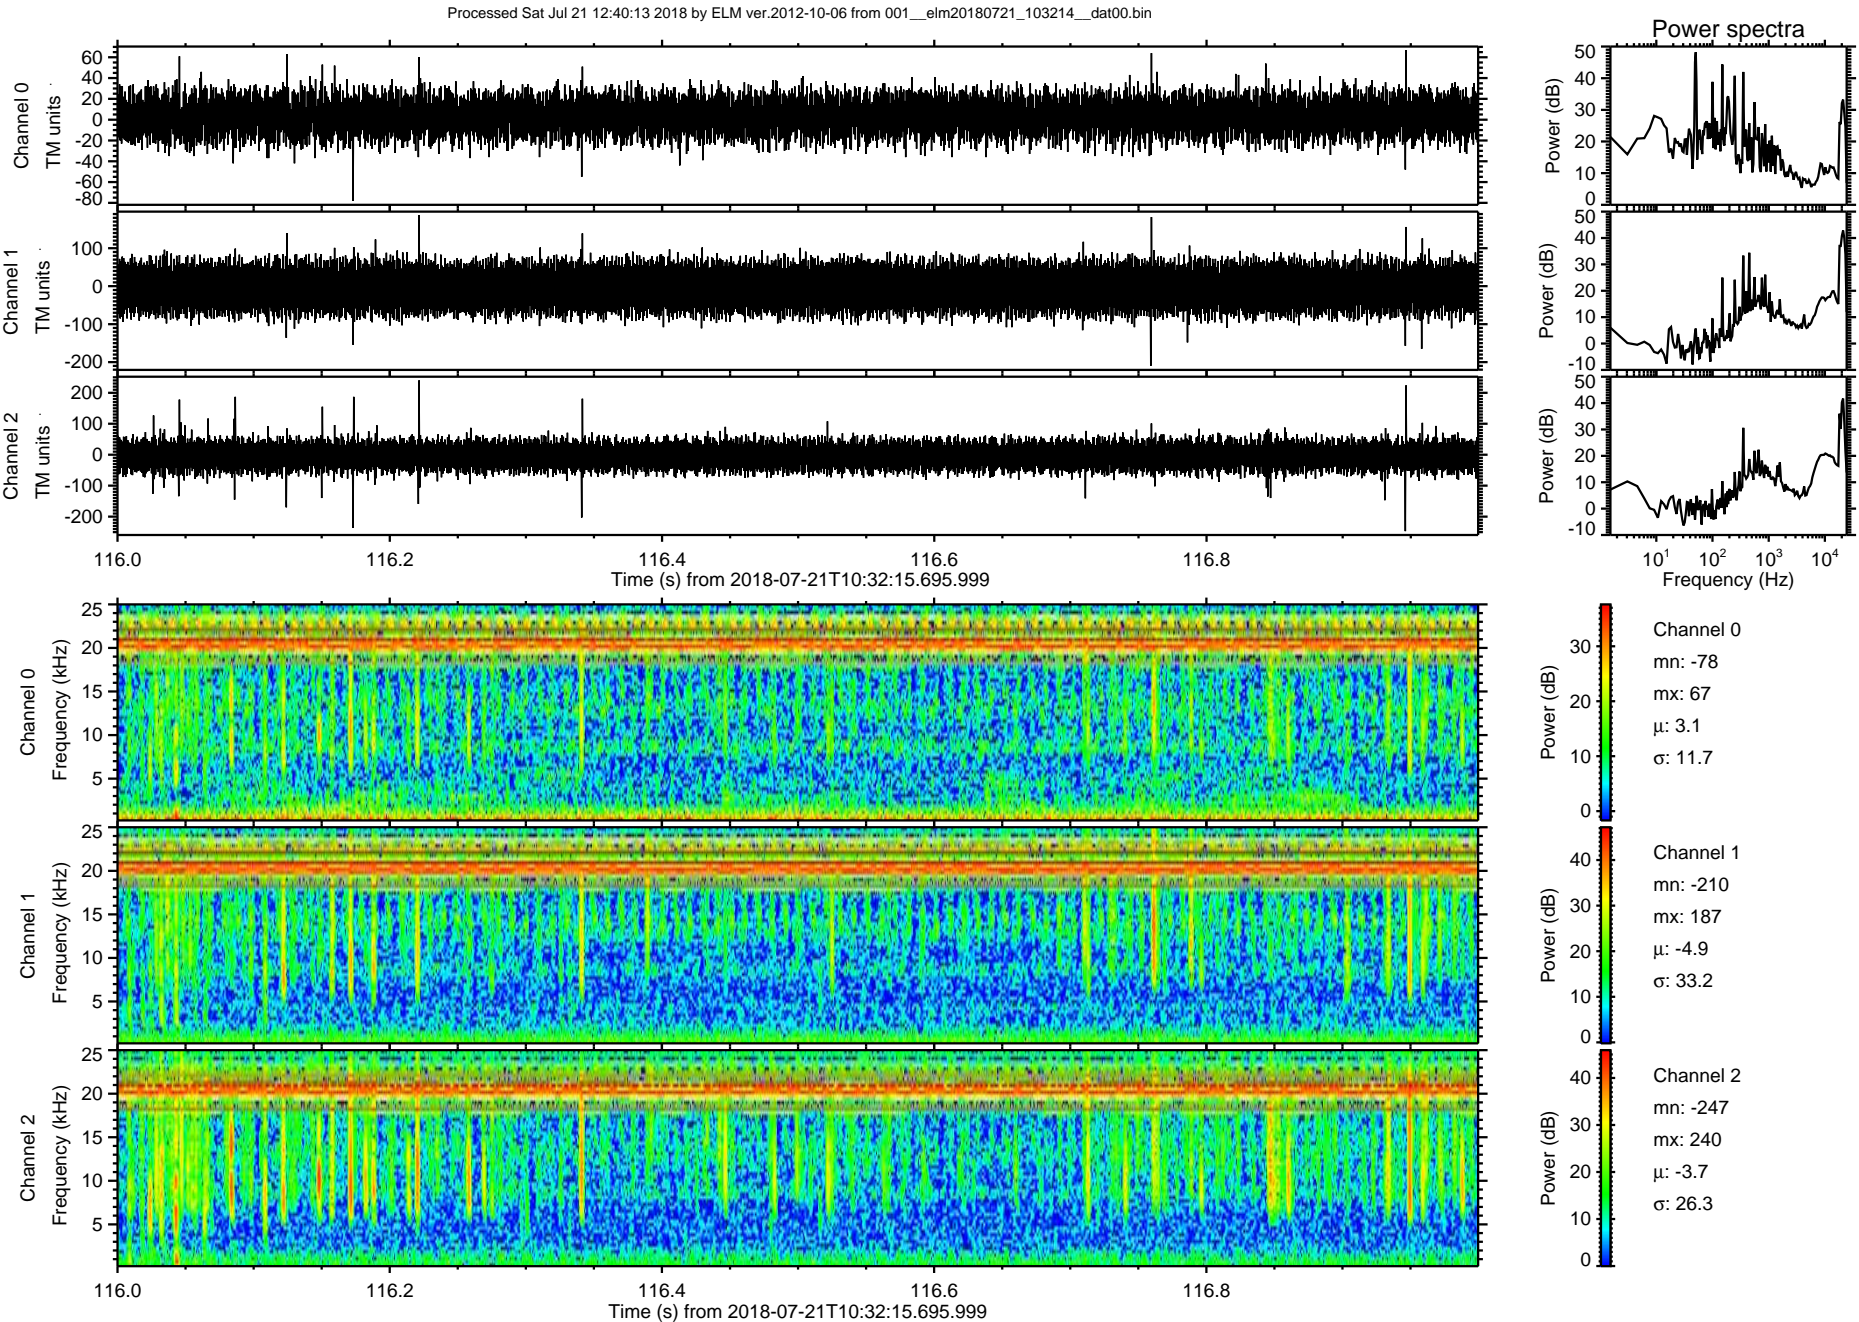 Processed Sat Jul 21 12:40:13 2018 by ELM ver.2012-10-06 from 001__elm20180721_103214__dat00.bin
Power spectra
Channel 0
TM units
60
40
20
0
-20
-40
-60
-80
Power (dB)
50
40
30
20
10
0
Channel 1
TM units
100
0
-100
-200
Power (dB)
50
40
30
20
10
0
-10
Channel 2
TM units
200
100
0
-100
-200
Power (dB)
50
40
30
20
10
0
-10
116.0 116.2 116.4 116.6 116.8
Time (s) from 2018-07-21T10:32:15.695.999
10¹ 10² 10³ 10⁴
Frequency (Hz)
Channel 0
Frequency (kHz)
25
20
15
10
5
Power (dB)
30
20
10
0
Channel 0
mn: -78
mx: 67
μ: 3.1
σ: 11.7
Channel 1
Frequency (kHz)
25
20
15
10
5
Power (dB)
40
30
20
10
0
Channel 1
mn: -210
mx: 187
μ: -4.9
σ: 33.2
Channel 2
Frequency (kHz)
25
20
15
10
5
Power (dB)
40
30
20
10
0
Channel 2
mn: -247
mx: 240
μ: -3.7
σ: 26.3
116.0 116.2 116.4 116.6 116.8
Time (s) from 2018-07-21T10:32:15.695.999